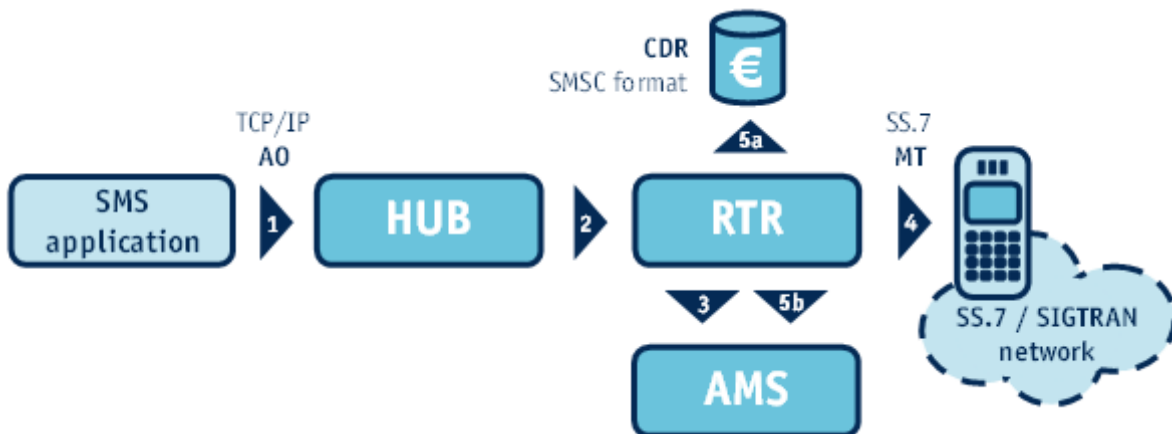 CDR
€
SMSC format
TCP/IP
AO
5a
SS.7
MT
SMS
application
1
HUB
2
RTR
4
3
5b
SS.7 / SIGTRAN
network
AMS